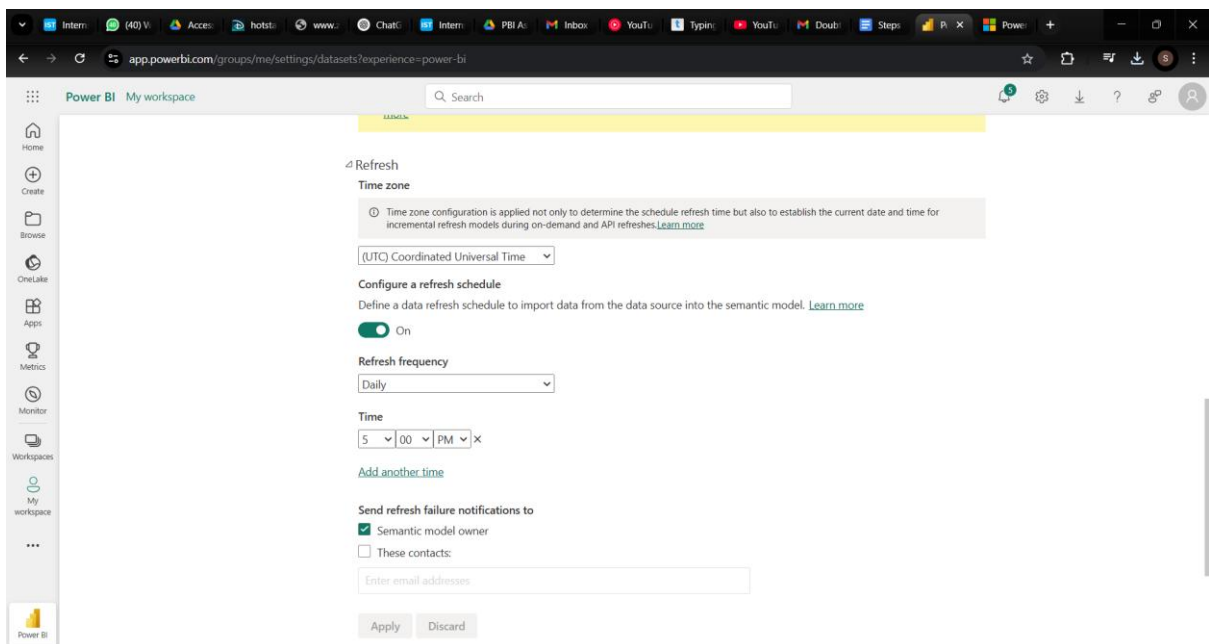 Intern
(40) W
Acces
hotsta
www.
ChatG
Intern
PBI As
Inbox
YouTu
Typing
YouTu
Doubt
Steps
Power
app.powerbi.com/groups/me/settings/datasets?experience=power-bi
S
Power BI My workspace
Search
5
more
Home
Create
Browse
OneLake
Apps
Metrics
Monitor
Workspaces
My
workspace
Power BI
Refresh
Time zone
Time zone configuration is applied not only to determine the schedule refresh time but also to establish the current date and time for
incremental refresh models during on-demand and API refreshes.Learn more
(UTC) Coordinated Universal Time
Configure a refresh schedule
Define a data refresh schedule to import data from the data source into the semantic model. Learn more
On
Refresh frequency
Daily
Time
5 00 PM
Add another time
Send refresh failure notifications to
Semantic model owner
These contacts:
Enter email addresses
Apply Discard